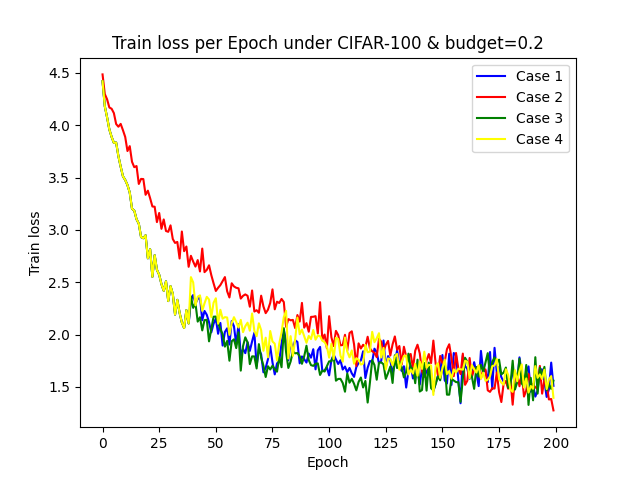 Train loss per Epoch under CIFAR-100 & budget=0.2
4.5
4.0
3.5
3.0
2.5
2.0
1.5
Train loss
Case 1
Case 2
Case 3
Case 4
0 25 50 75 100 125 150 175 200
Epoch